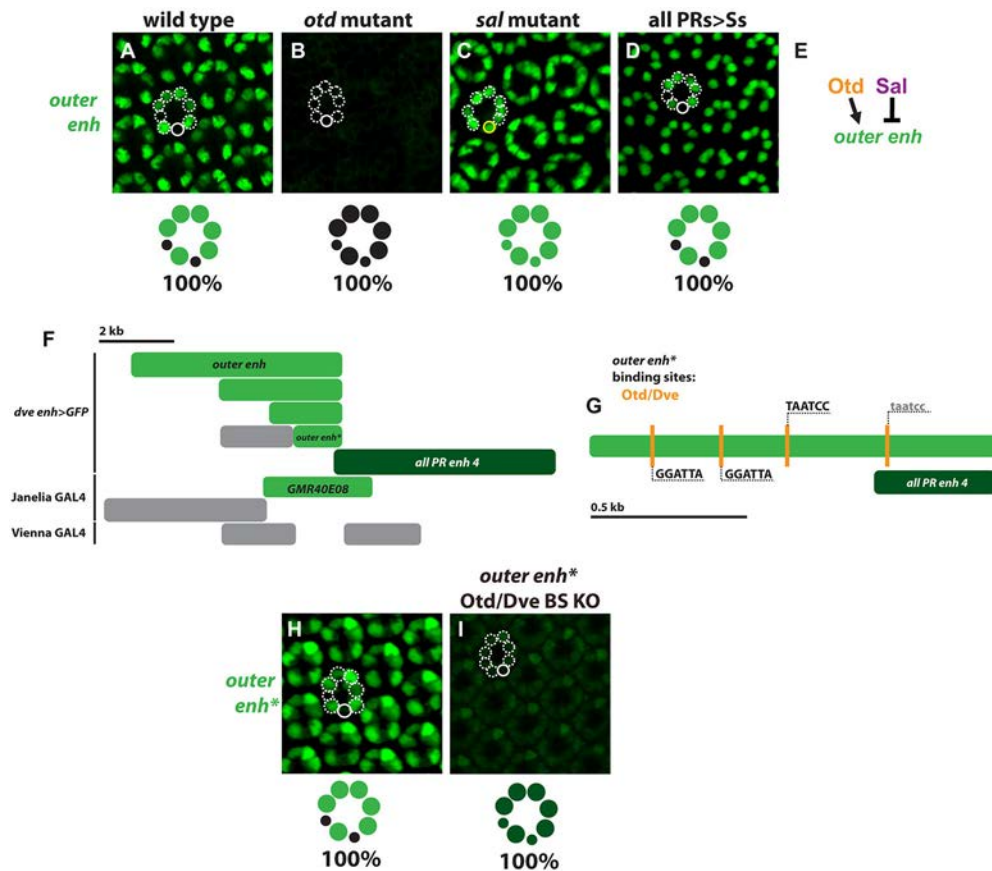 wild type
otd mutant
sal mutant
all PRs>Ss
A
B
C
D
E
outer
enh
Otd Sal
outer enh
100%
100%
100%
100%
F
2 kb
dve enh>GFP
outer enh
outer enh*
all PR enh 4
Janelia GAL4
GMR40E08
Vienna GAL4
outer enh*
binding sites:
Otd/Dve
G
TAATCC
taatcc
GGATTA
GGATTA
all PR enh 4
0.5 kb
outer enh*
Otd/Dve BS KO
H
I
outer
enh*
100%
100%